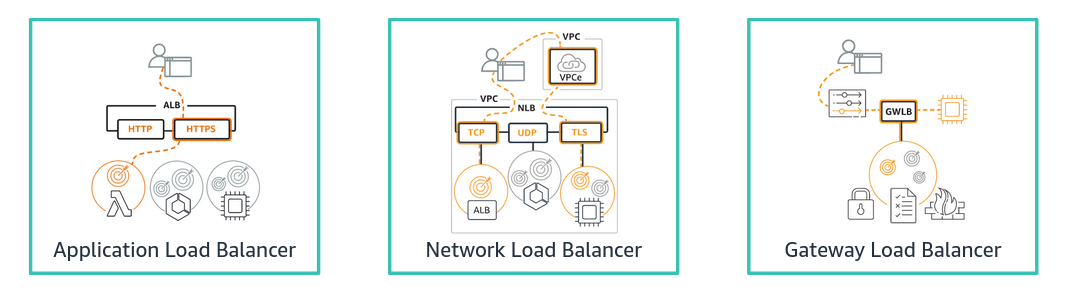 ALB
HTTP
HTTPS
Application Load Balancer
VPC
VPCe
VPC
NLB
TCP
UDP
TLS
ALB
Network Load Balancer
GWLB
Gateway Load Balancer